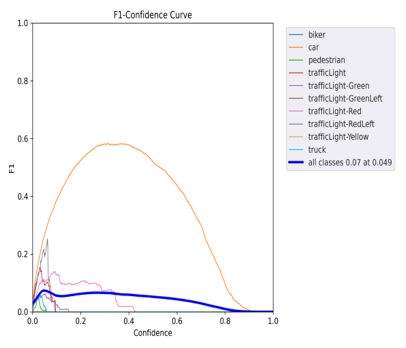 F1-Confidence Curve
1.0
0.8
0.6
0.4
0.2
0.0
F1
0.0 0.2 0.4 0.6 0.8 1.0
Confidence
biker
car
pedestrian
trafficLight
trafficLight-Green
trafficLight-GreenLeft
trafficLight-Red
trafficLight-RedLeft
trafficLight-Yellow
truck
all classes 0.07 at 0.049